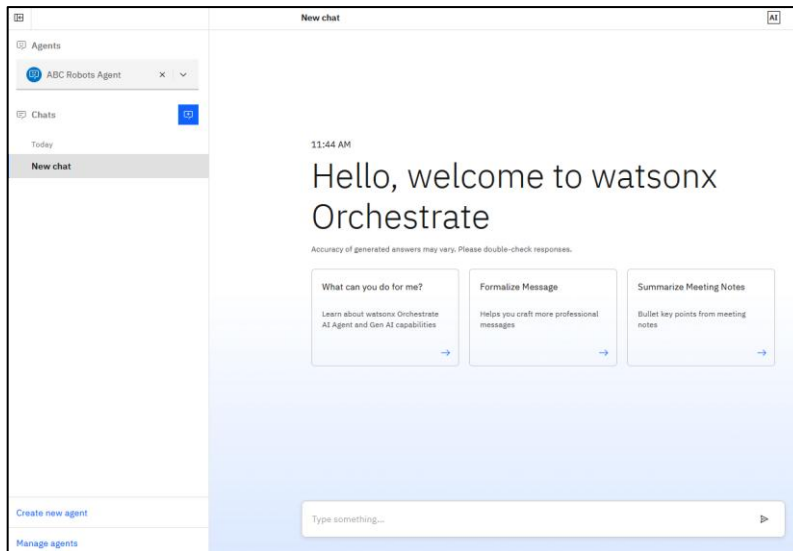 New chat
AI
Agents
ABC Robots Agent
Chats
Today
New chat
11:44 AM
Hello, welcome to watsonx
Orchestrate
Accuracy of generated answers may vary. Please double-check responses.
What can you do for me?
Learn about watsonx Orchestrate
AI Agent and Gen AI capabilities
Formalize Message
Helps you craft more professional
messages
Summarize Meeting Notes
Bullet key points from meeting
notes
Create new agent
Manage agents
Type something...